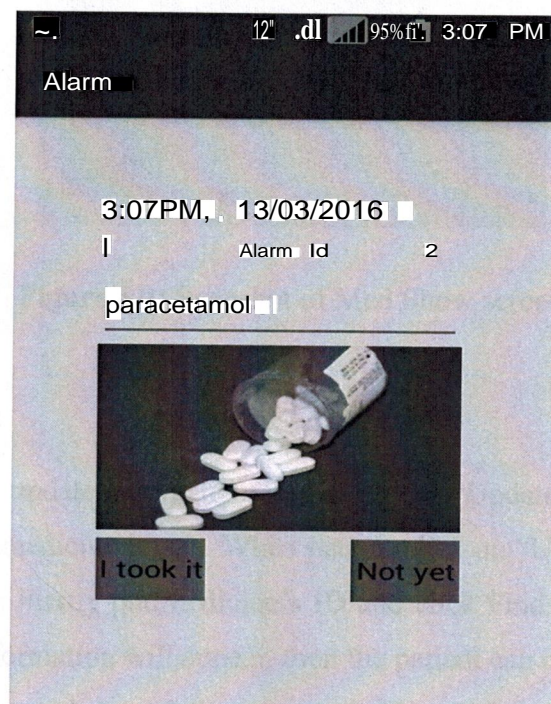 12" .dl 95% 3:07 PM
Alarm
3:07PM, 13/03/2016
Alarm Id 2
paracetamol
I took it Not yet